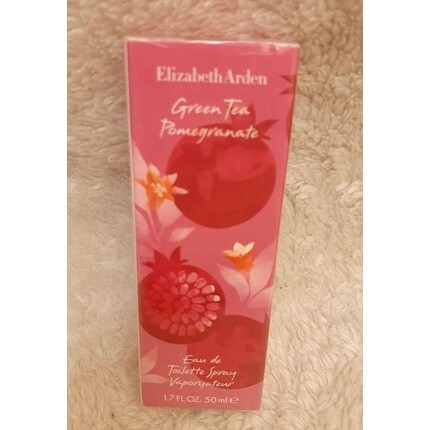 Elizabeth Arden
Green Tea
Pomegranate
Eau de
Toilette Spray
Vaporisateur
1.7 FL.OZ. 50 ml e